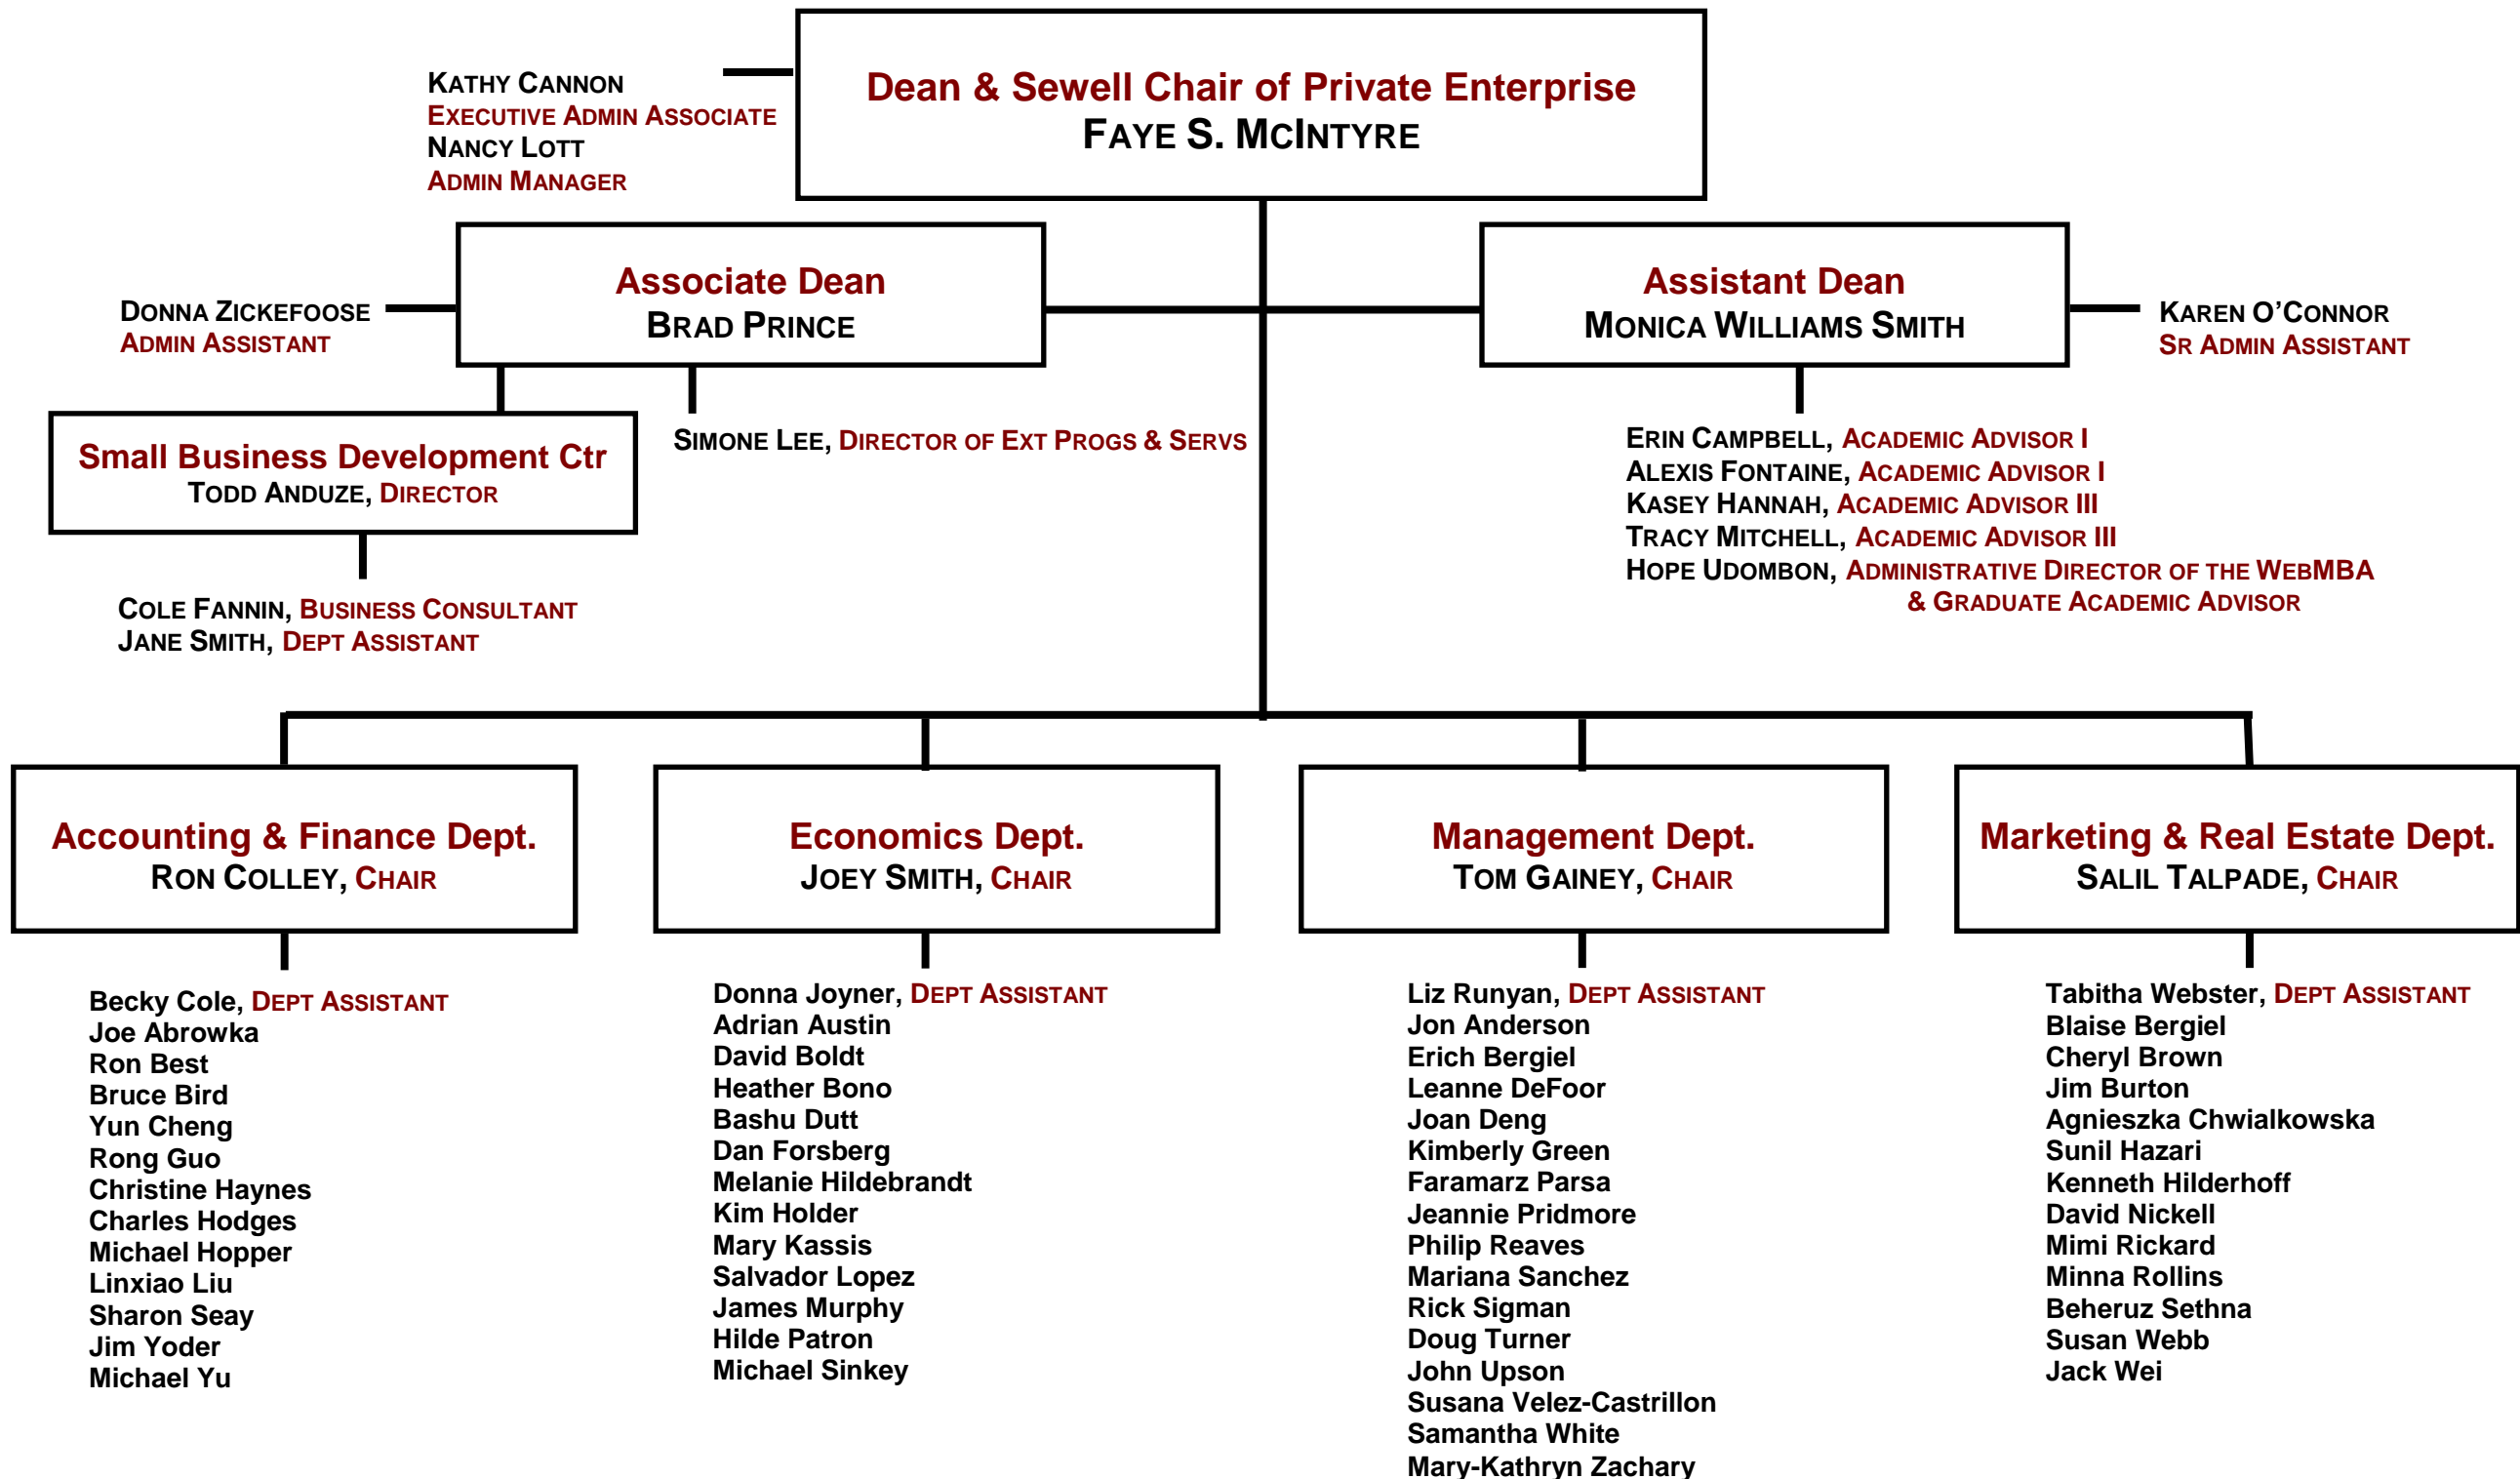 Dean & Sewell Chair of Private Enterprise
FAYE S. MCINTYRE
KATHY CANNON
EXECUTIVE ADMIN ASSOCIATE
NANCY LOTT
ADMIN MANAGER
Associate Dean
BRAD PRINCE
DONNA ZICKEFOOSE
ADMIN ASSISTANT
Assistant Dean
MONICA WILLIAMS SMITH
KAREN O’CONNOR
SR ADMIN ASSISTANT
Small Business Development Ctr
TODD ANDUZE, DIRECTOR
SIMONE LEE, DIRECTOR OF EXT PROGS & SERVS
ERIN CAMPBELL, ACADEMIC ADVISOR I
ALEXIS FONTAINE, ACADEMIC ADVISOR I
KASEY HANNAH, ACADEMIC ADVISOR III
TRACY MITCHELL, ACADEMIC ADVISOR III
HOPE UDOMBON, ADMINISTRATIVE DIRECTOR OF THE WEBMBA
& GRADUATE ACADEMIC ADVISOR
COLE FANNIN, BUSINESS CONSULTANT
JANE SMITH, DEPT ASSISTANT
Accounting & Finance Dept.
RON COLLEY, CHAIR
Becky Cole, DEPT ASSISTANT
Joe Abrowka
Ron Best
Bruce Bird
Yun Cheng
Rong Guo
Christine Haynes
Charles Hodges
Michael Hopper
Linxiao Liu
Sharon Seay
Jim Yoder
Michael Yu
Economics Dept.
JOEY SMITH, CHAIR
Donna Joyner, DEPT ASSISTANT
Adrian Austin
David Boldt
Heather Bono
Bashu Dutt
Dan Forsberg
Melanie Hildebrandt
Kim Holder
Mary Kassis
Salvador Lopez
James Murphy
Hilde Patron
Michael Sinkey
Management Dept.
TOM GAINEY, CHAIR
Liz Runyan, DEPT ASSISTANT
Jon Anderson
Erich Bergiel
Leanne DeFoor
Joan Deng
Kimberly Green
Faramarz Parsa
Jeannie Pridmore
Philip Reaves
Mariana Sanchez
Rick Sigman
Doug Turner
John Upson
Susana Velez-Castrillon
Samantha White
Mary-Kathryn Zachary
Marketing & Real Estate Dept.
SALIL TALPADE, CHAIR
Tabitha Webster, DEPT ASSISTANT
Blaise Bergiel
Cheryl Brown
Jim Burton
Agnieszka Chwialkowska
Sunil Hazari
Kenneth Hilderhoff
David Nickell
Mimi Rickard
Minna Rollins
Beheruz Sethna
Susan Webb
Jack Wei